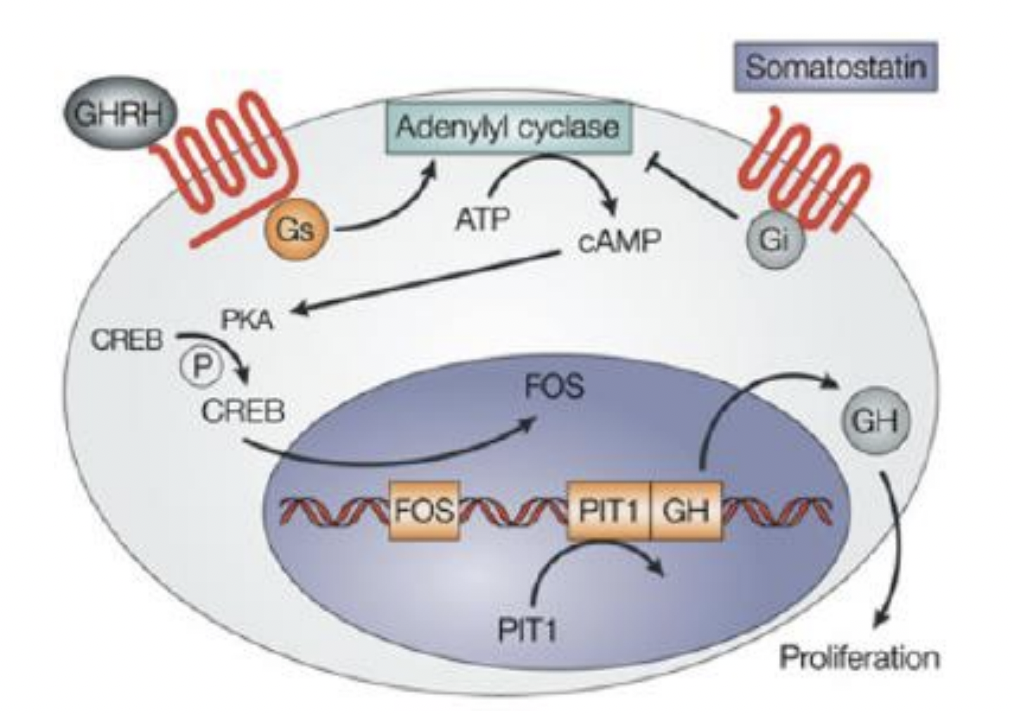 Somatostatin
GHRH
Adenylyl cyclase
Gs
ATP
cAMP
Gi
PKA
CREB
P
CREB
FOS
GH
FOS
PIT1
GH
PIT1
Proliferation